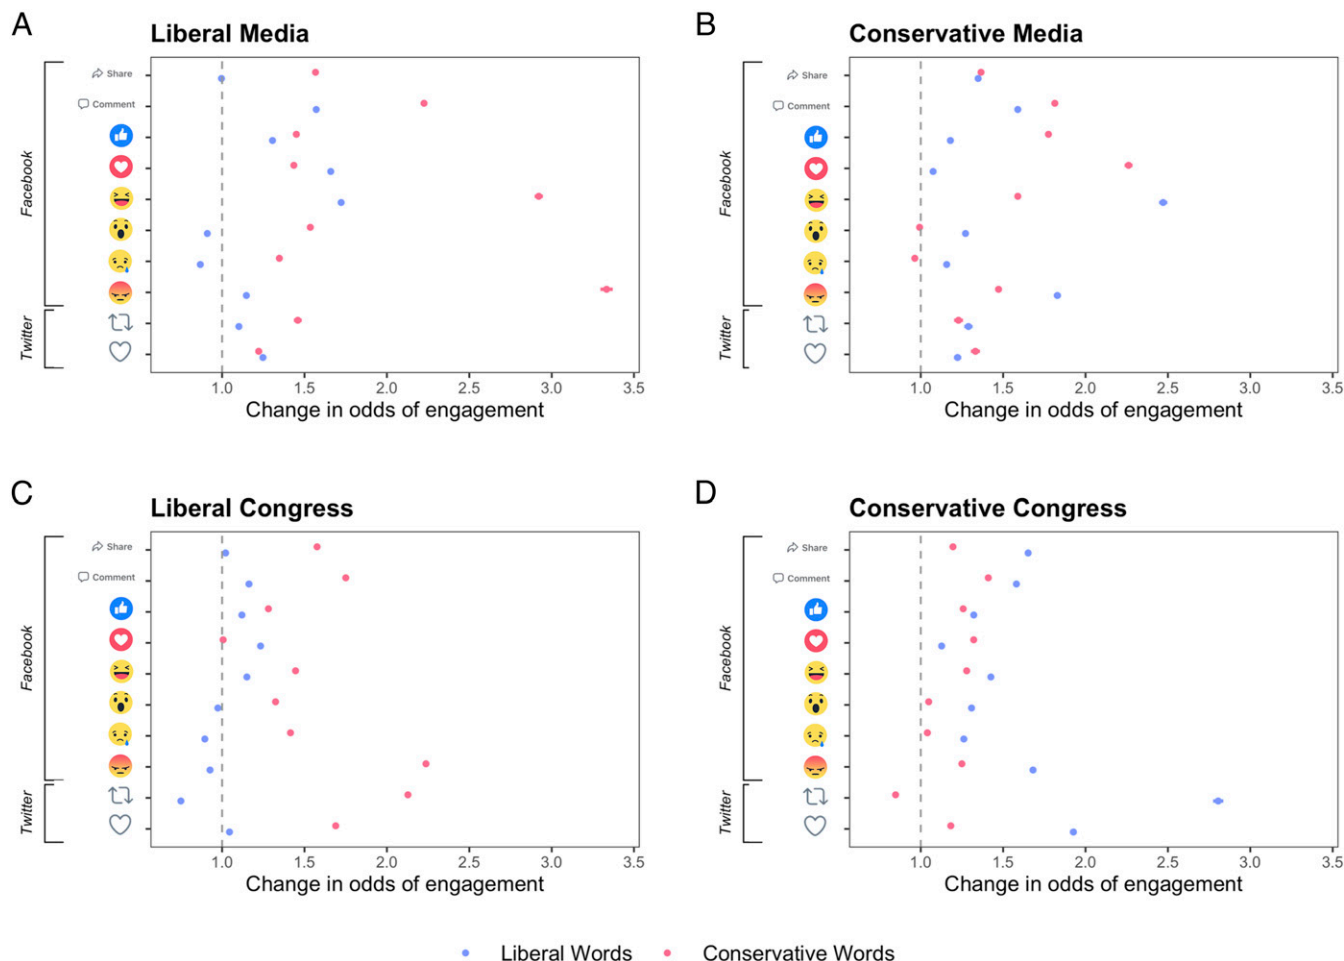 A
Liberal Media
Facebook
Share
Comment
Twitter
1.0 1.5 2.0 2.5 3.0 3.5
Change in odds of engagement
B
Conservative Media
Facebook
Share
Comment
Twitter
1.0 1.5 2.0 2.5 3.0 3.5
Change in odds of engagement
C
Liberal Congress
Facebook
Share
Comment
Twitter
1.0 1.5 2.0 2.5 3.0 3.5
Change in odds of engagement
D
Conservative Congress
Facebook
Share
Comment
Twitter
1.0 1.5 2.0 2.5 3.0 3.5
Change in odds of engagement
Liberal Words Conservative Words